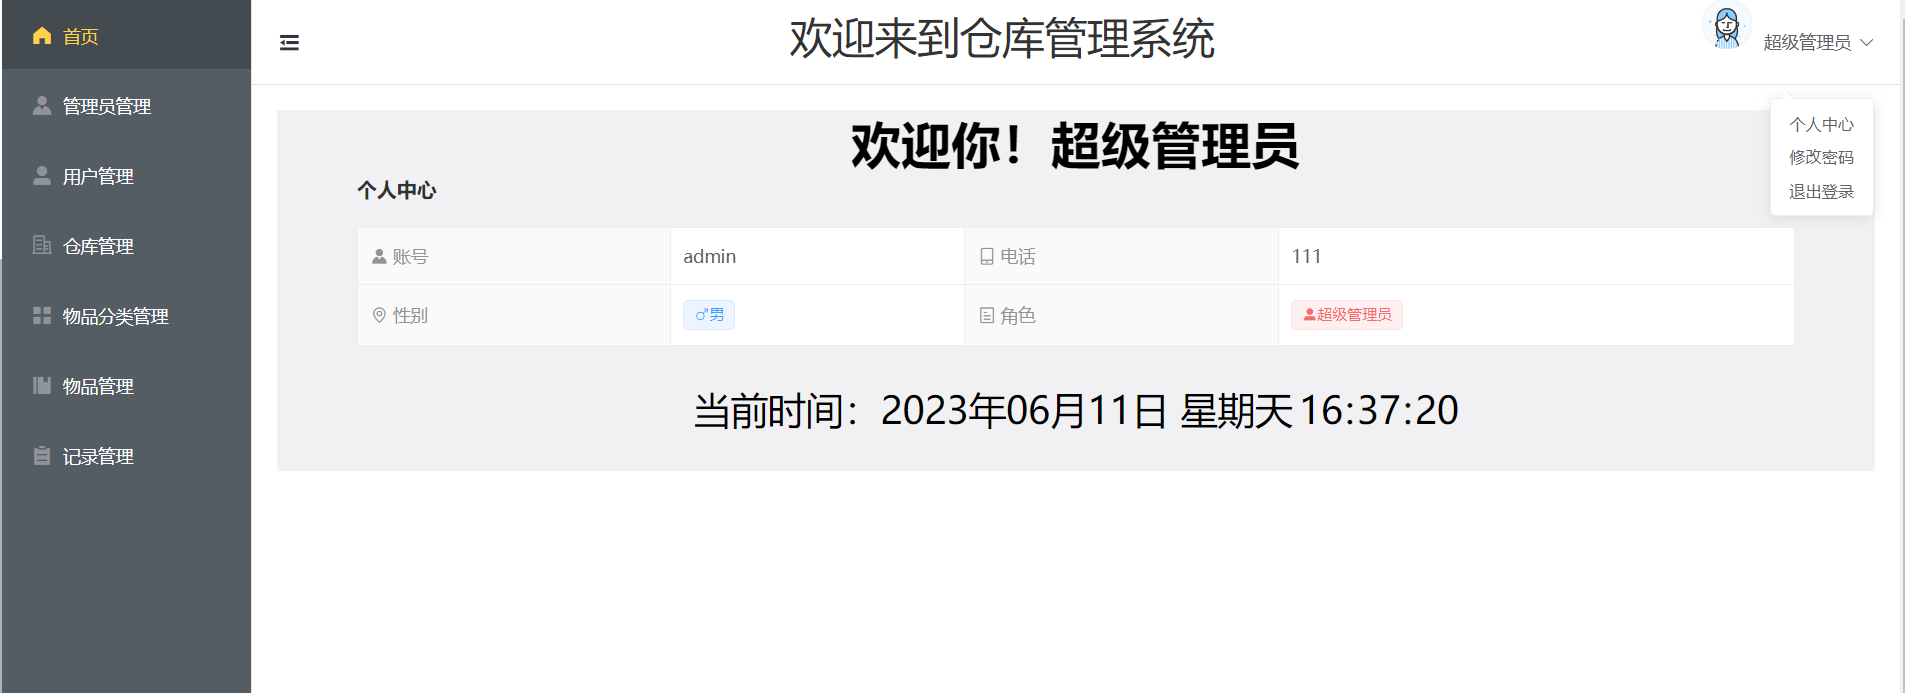 首页
管理员管理
用户管理
仓库管理
物品分类管理
物品管理
记录管理
欢迎来到仓库管理系统
超级管理员
个人中心
修改密码
退出登录
欢迎你！超级管理员
个人中心
账号 admin 电话 111
性别 ♂男 角色 超级管理员
当前时间：2023年06月11日 星期天 16:37:20